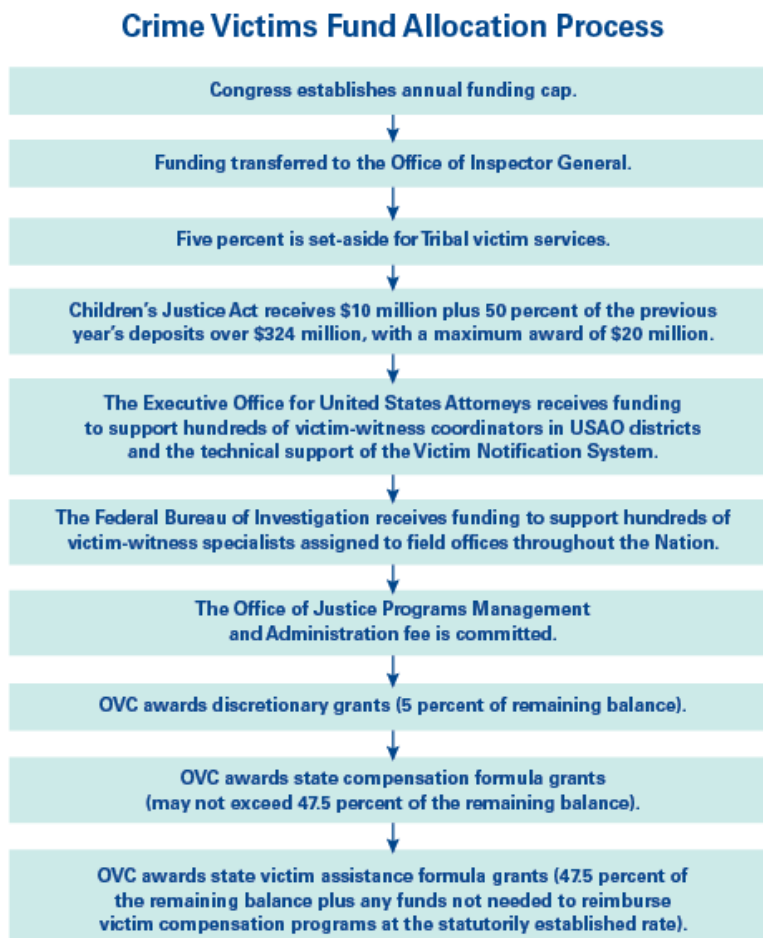 Crime Victims Fund Allocation Process
Congress establishes annual funding cap.
Funding transferred to the Office of Inspector General.
Five percent is set-aside for Tribal victim services.
Children's Justice Act receives $10 million plus 50 percent of the previous
year's deposits over $324 million, with a maximum award of $20 million.
The Executive Office for United States Attorneys receives funding
to support hundreds of victim-witness coordinators in USAO districts
and the technical support of the Victim Notification System.
The Federal Bureau of Investigation receives funding to support hundreds of
victim-witness specialists assigned to field offices throughout the Nation.
The Office of Justice Programs Management
and Administration fee is committed.
OVC awards discretionary grants (5 percent of remaining balance).
OVC awards state compensation formula grants
(may not exceed 47.5 percent of the remaining balance).
OVC awards state victim assistance formula grants (47.5 percent of
the remaining balance plus any funds not needed to reimburse
victim compensation programs at the statutorily established rate).